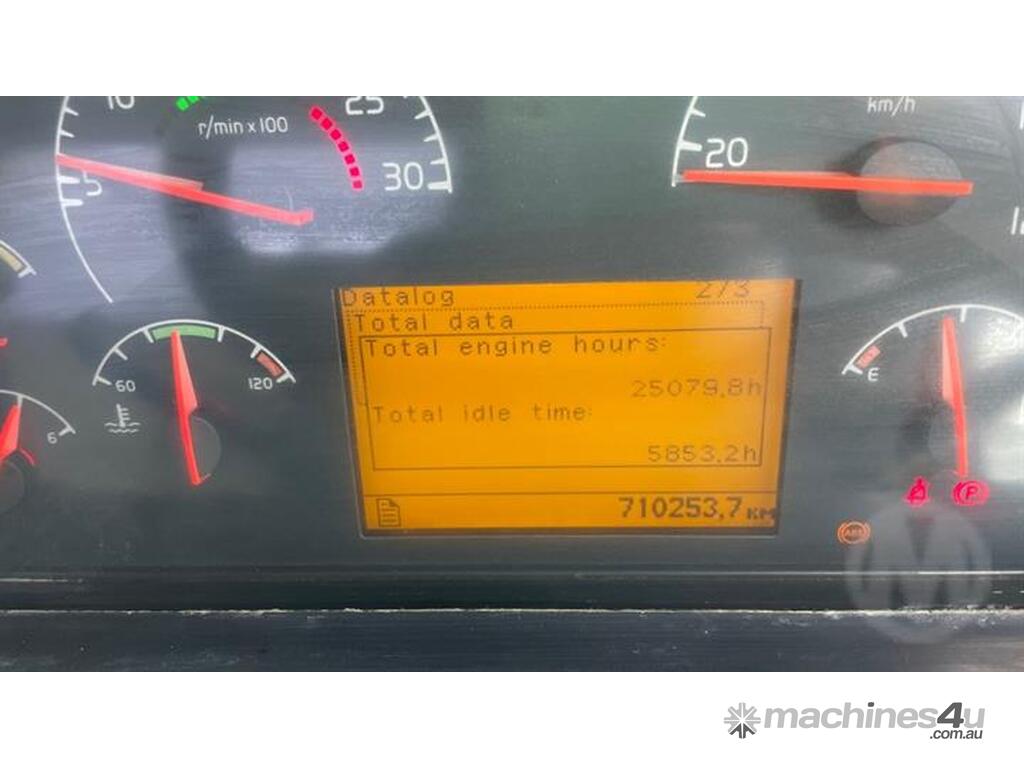 10 r/min x 100 25
5 30
km/h
20
Datalog 2/3
Total data
Total engine hours:
25079,8h
Total idle time:
5853,2h
710253,7 KM
60 120
6
E
P
ABS
M
machines4u
.com.au